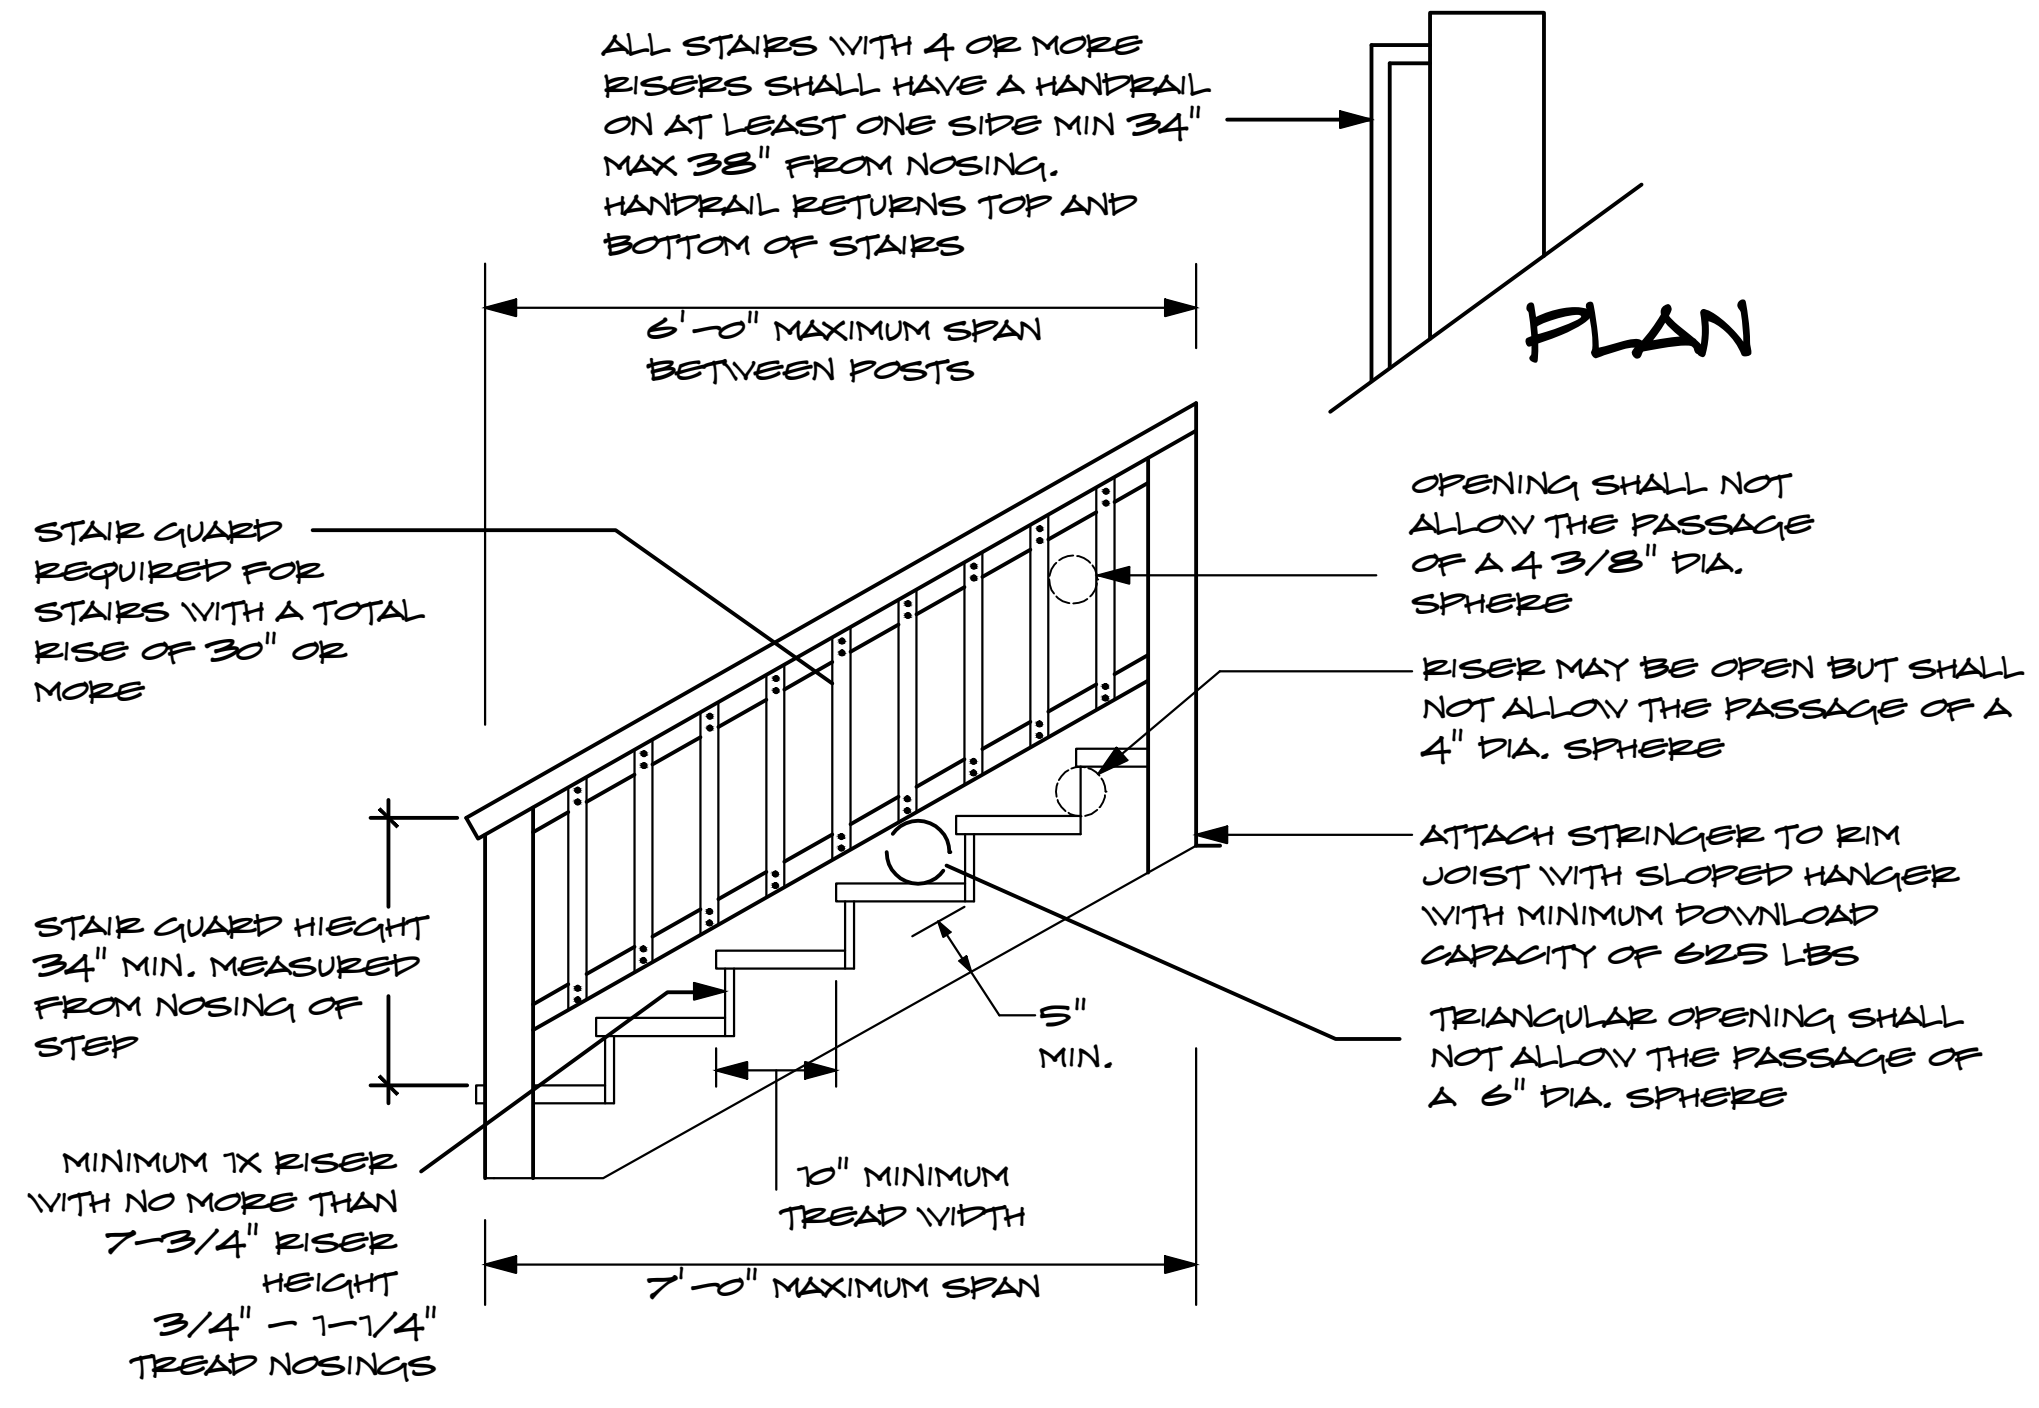 ALL STAIRS WITH 4 OR MORE
RISERS SHALL HAVE A HANDRAIL
ON AT LEAST ONE SIDE MIN 34"
MAX 38" FROM NOSING.
HANDRAIL RETURNS TOP AND
BOTTOM OF STAIRS
PLAN
6'-0" MAXIMUM SPAN
BETWEEN POSTS
STAIR GUARD
REQUIRED FOR
STAIRS WITH A TOTAL
RISE OF 30" OR
MORE
OPENING SHALL NOT
ALLOW THE PASSAGE
OF A 4 3/8" DIA.
SPHERE
RISER MAY BE OPEN BUT SHALL
NOT ALLOW THE PASSAGE OF A
4" DIA. SPHERE
ATTACH STRINGER TO RIM
JOIST WITH SLOPED HANGER
WITH MINIMUM DOWNLOAD
CAPACITY OF 625 LBS
STAIR GUARD HIEGHT
34" MIN. MEASURED
FROM NOSING OF
STEP
5"
MIN.
TRIANGULAR OPENING SHALL
NOT ALLOW THE PASSAGE OF
A 6" DIA. SPHERE
MINIMUM 1X RISER
WITH NO MORE THAN
7-3/4" RISER
HEIGHT
3/4" - 1-1/4"
TREAD NOSINGS
10" MINIMUM
TREAD WIDTH
7'-0" MAXIMUM SPAN